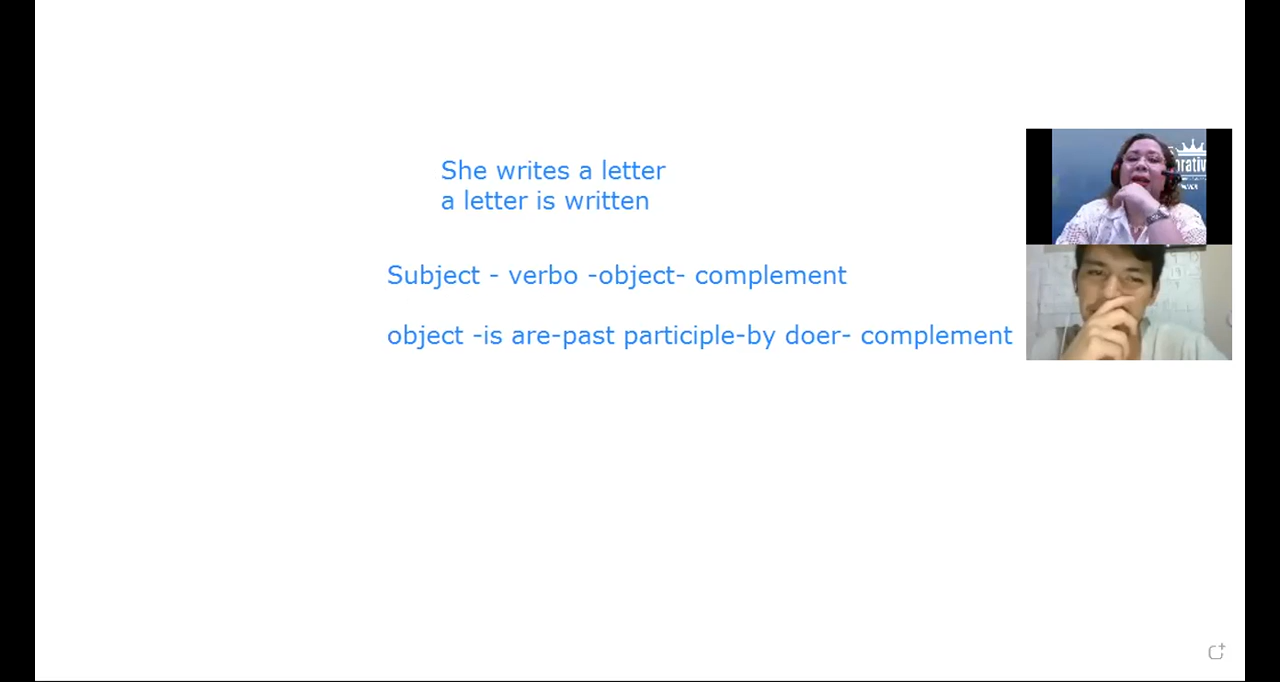 She writes a letter
a letter is written
Subject - verbo -object- complement
object -is are-past participle-by doer- complement